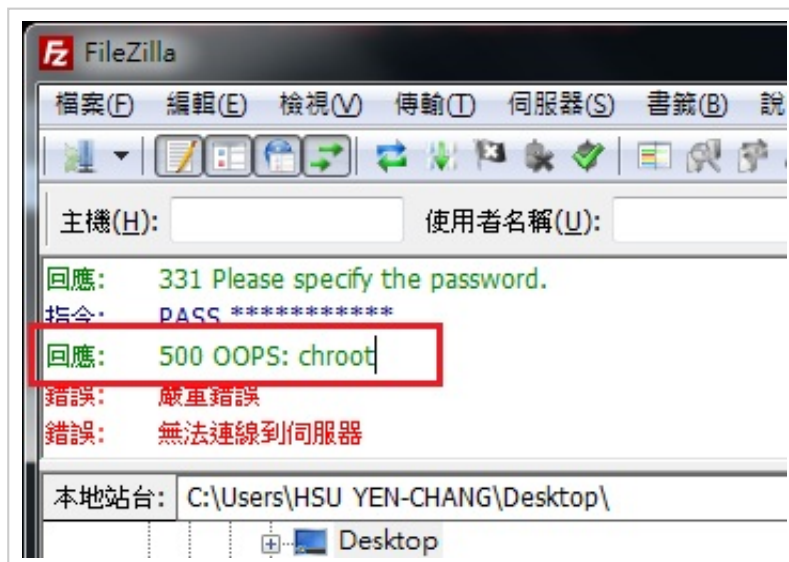 FileZilla
檔案(F) 編輯(E) 檢視(V) 傳輸(T) 伺服器(S) 書籤(B) 說
主機(H): 使用者名稱(U):
回應: 331 Please specify the password.
指令: PASS ***********
回應: 500 OOPS: chroot
錯誤: 嚴重錯誤
錯誤: 無法連線到伺服器
本地站台: C:\Users\HSU YEN-CHANG\Desktop\
Desktop